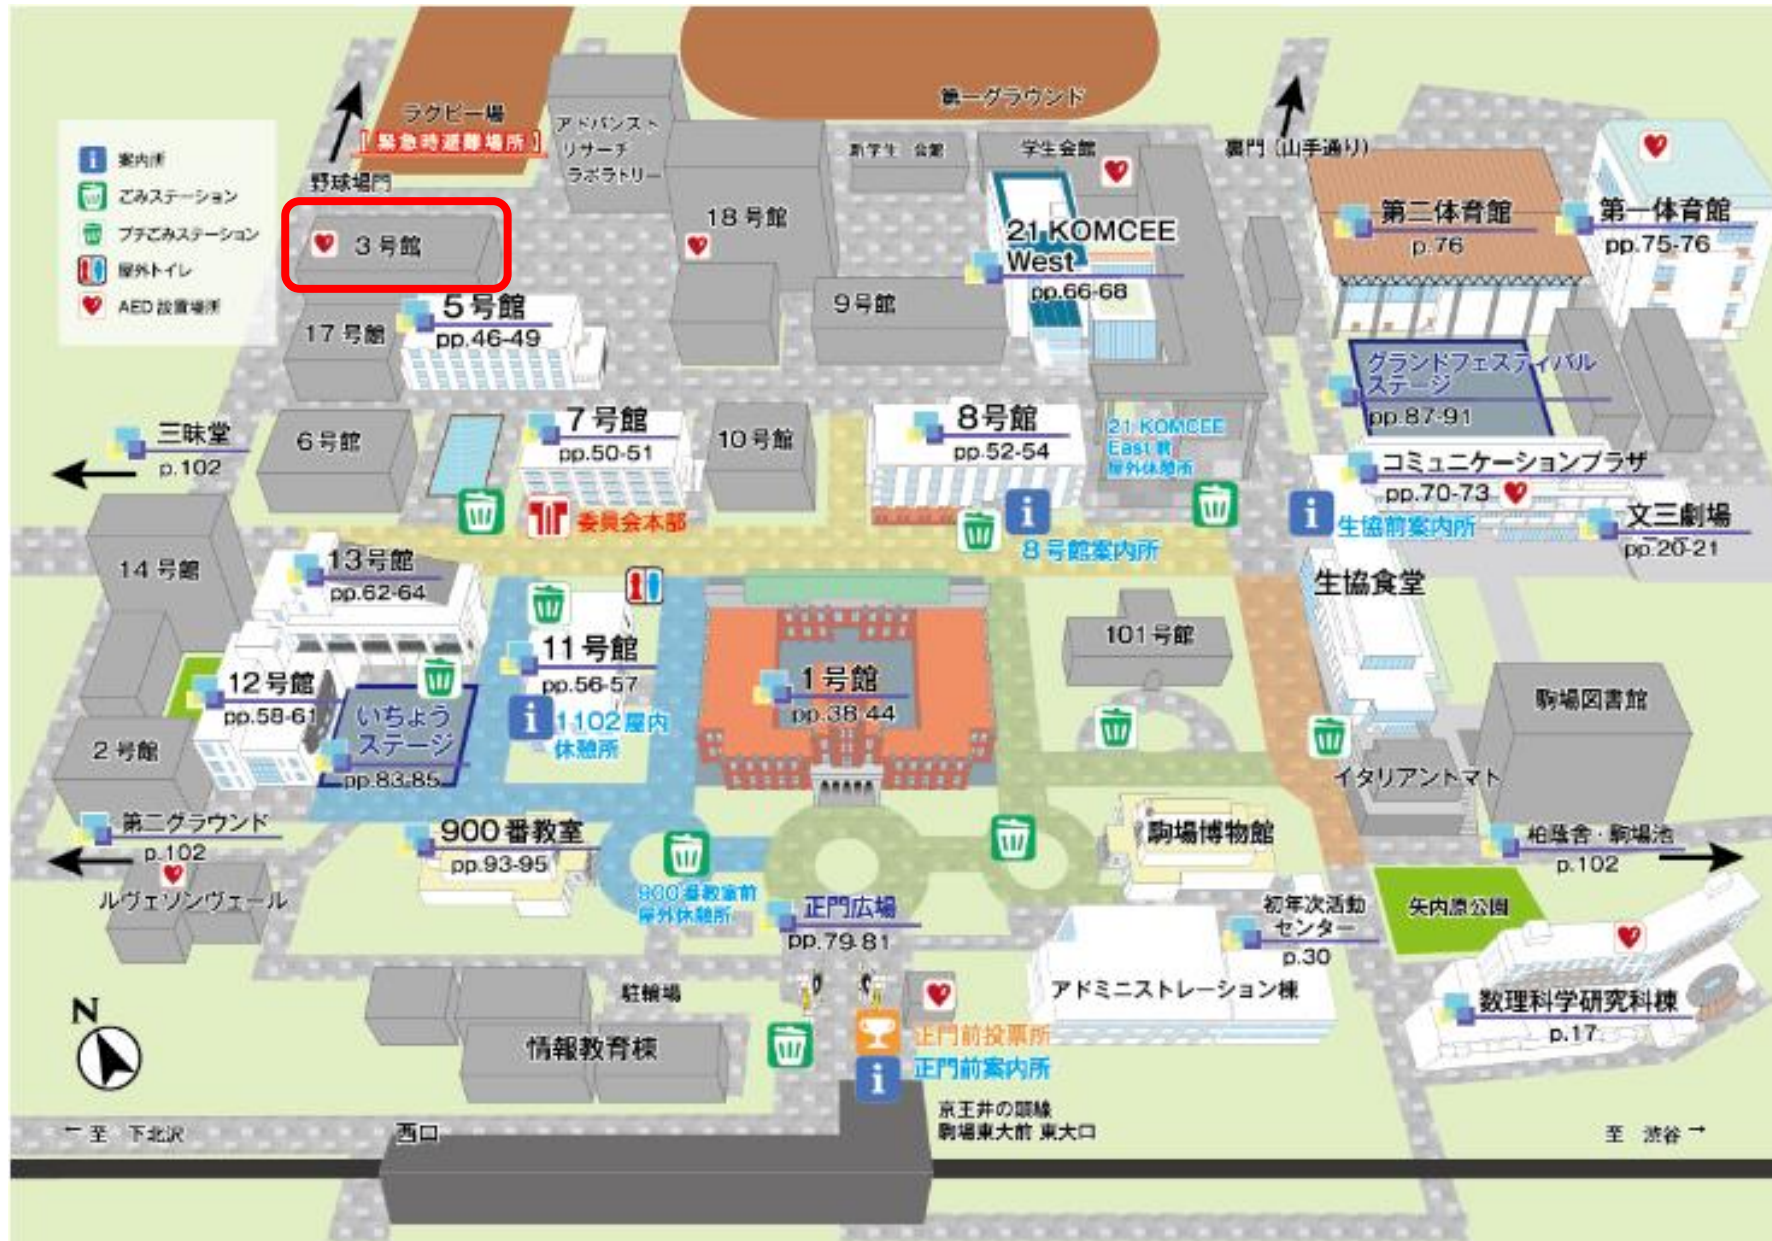 ラグビー場
[緊急時避難場所]
アドバンスト
リサーチ
ラボラトリー
第一グラウンド
案内所
ごみステーション
プチごみステーション
屋外トイレ
AED設置場所
野球場門
3号館
18号館
新学生 会館
学生会館
裏門(山手通り)
21 KOMCEE
West
pp.66-68
第二体育館
p.76
第一体育館
pp.75-76
5号館
pp.46-49
17号館
9号館
グランドフェスティバル
ステージ
pp.87-91
三昧堂
p.102
6号館
7号館
pp.50-51
10号館
8号館
pp.52-54
21 KOMCEE
East前
屋外休憩所
コミュニケーションプラザ
pp.70-73
委員会本部
8号館案内所
生協前案内所
文三劇場
pp.20-21
14号館
13号館
pp.62-64
生協食堂
11号館
pp.56-57
101号館
12号館
pp.58-61
いちょう
ステージ
pp.83-85
1102屋内
休憩所
1号館
pp.38-44
駒場図書館
2号館
イタリアントマト
第二グラウンド
p.102
900番教室
pp.93-95
駒場博物館
柏蔭舎・駒場池
p.102
ルヴェソンヴェール
900番教室前
屋外休憩所
正門広場
pp.79-81
初年次活動
センター
p.30
矢内原公園
N
駐輪場
アドミニストレーション棟
数理科学研究科棟
p.17
情報教育棟
正門前投票所
正門前案内所
京王井の頭線
駒場東大前 東大口
←至 下北沢
西口
至 渋谷→